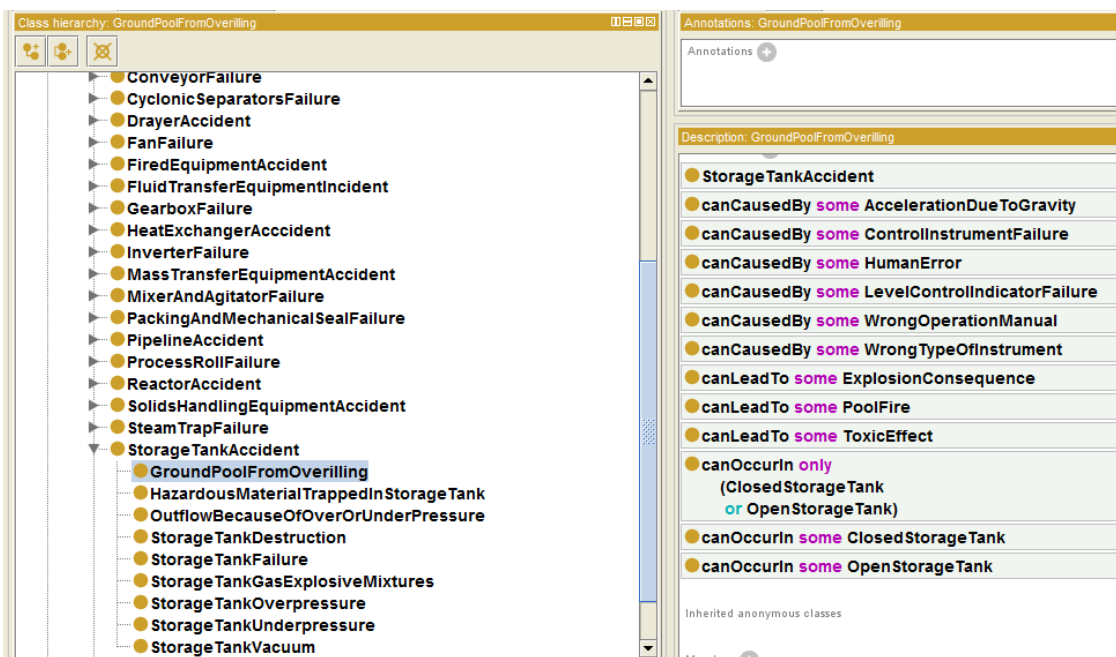 Class hierarchy: GroundPoolFromOverilling
ConveyorFailure
CyclonicSeparatorsFailure
DrayerAccident
FanFailure
FiredEquipmentAccident
FluidTransferEquipmentIncident
GearboxFailure
HeatExchangerAcccident
InverterFailure
MassTransferEquipmentAccident
MixerAndAgitatorFailure
PackingAndMechanicalSealFailure
PipelineAccident
ProcessRollFailure
ReactorAccident
SolidsHandlingEquipmentAccident
SteamTrapFailure
StorageTankAccident
GroundPoolFromOverilling
HazardousMaterialTrappedInStorageTank
OutflowBecauseOfOverOrUnderPressure
StorageTankDestruction
StorageTankFailure
StorageTankGasExplosiveMixtures
StorageTankOverpressure
StorageTankUnderpressure
StorageTankVacuum
Annotations: GroundPoolFromOverilling
Annotations
Description: GroundPoolFromOverilling
StorageTankAccident
canCausedBy some AccelerationDueToGravity
canCausedBy some ControlInstrumentFailure
canCausedBy some HumanError
canCausedBy some LevelControlIndicatorFailure
canCausedBy some WrongOperationManual
canCausedBy some WrongTypeOfInstrument
canLeadTo some ExplosionConsequence
canLeadTo some PoolFire
canLeadTo some ToxicEffect
canOccurIn only
(ClosedStorageTank
or OpenStorageTank)
canOccurIn some ClosedStorageTank
canOccurIn some OpenStorageTank
Inherited anonymous classes